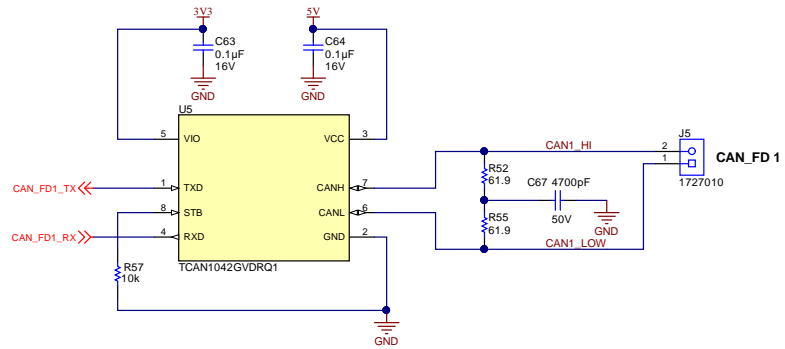 3V3
5V
C63
0.1µF
16V
C64
0.1µF
16V
GND
GND
U5
5
VIO
VCC
3
CAN_FD1_TX
1
TXD
CANH
7
8
STB
CANL
6
CAN_FD1_RX
4
RXD
GND
2
TCAN1042GVDRQ1
R57
10k
GND
CAN1_HI
R52
61.9
C67 4700pF
50V
GND
R55
61.9
CAN1_LOW
J5
2
1
1727010
CAN_FD 1